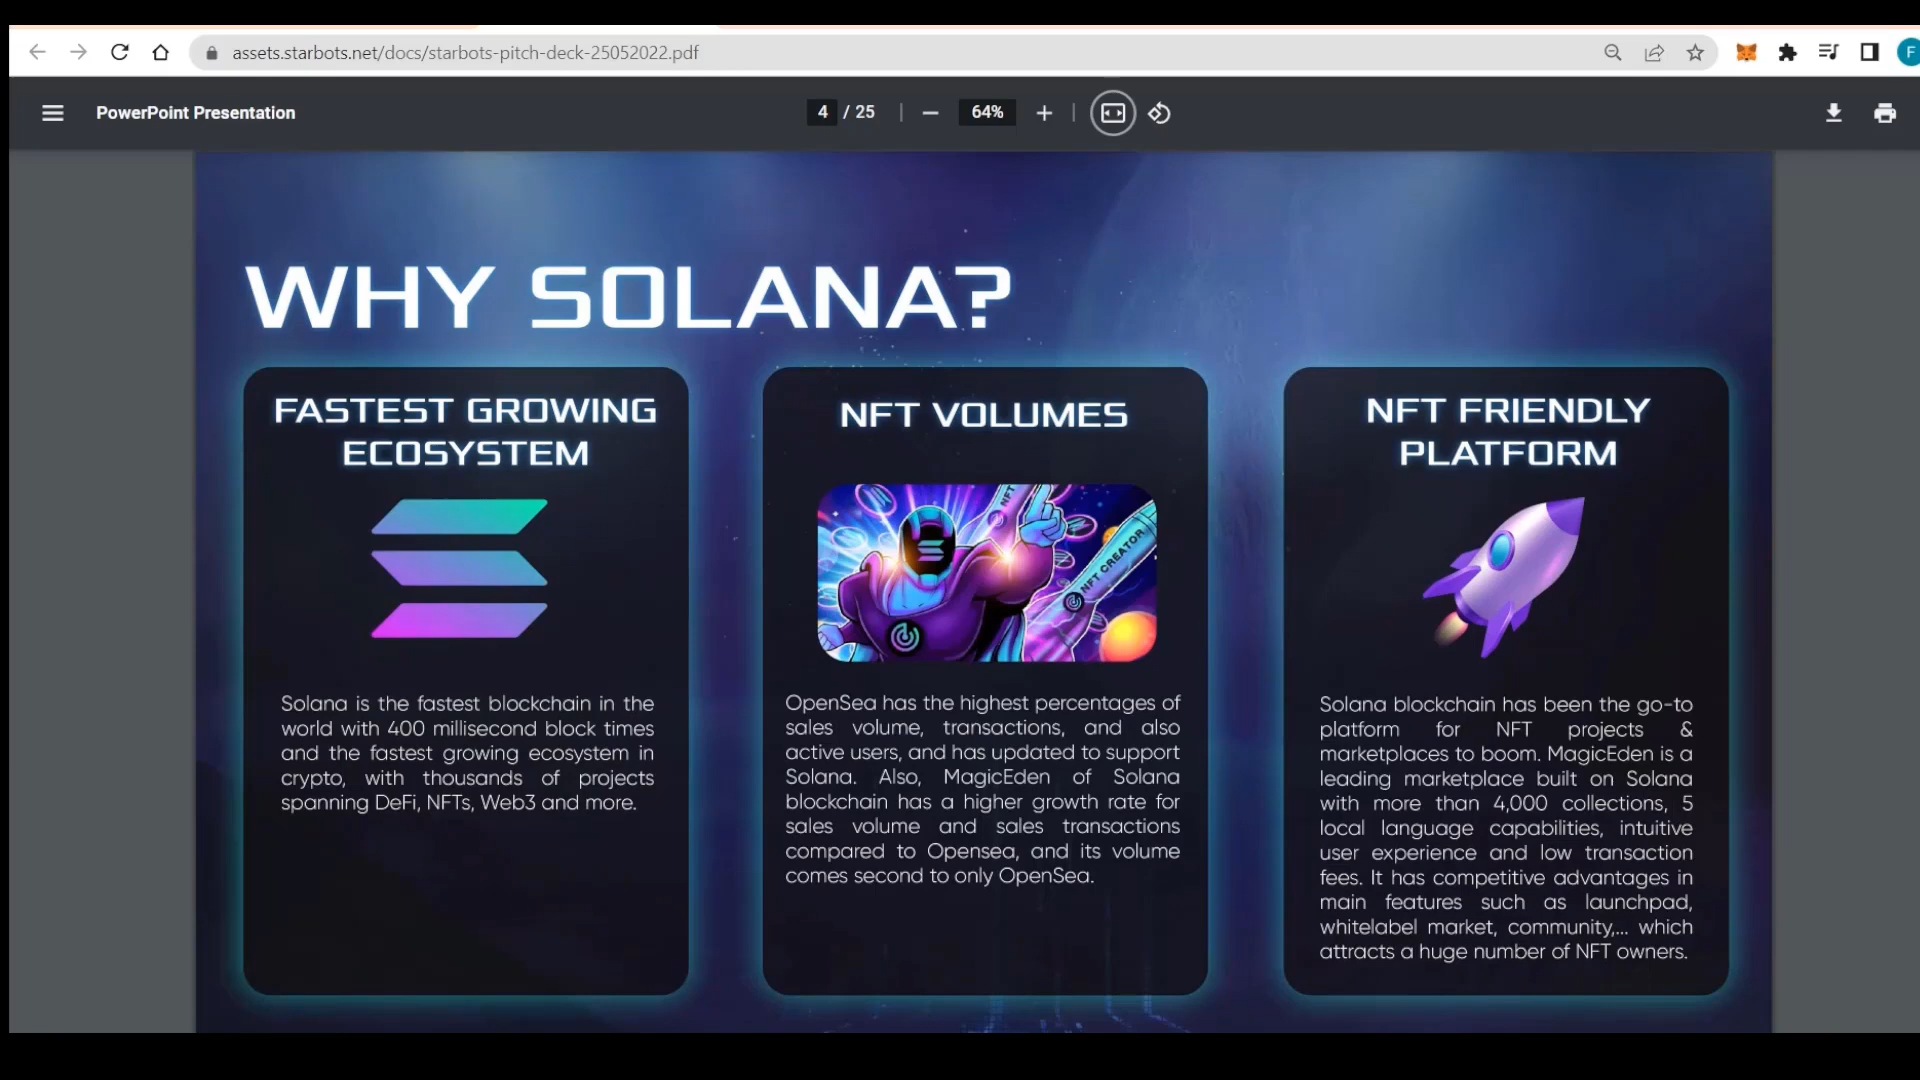 assets.starbots.net/docs/starbots-pitch-deck-25052022.pdf
F
PowerPoint Presentation
4 / 25
64%
WHY SOLANA?
FASTEST GROWING
ECOSYSTEM
Solana is the fastest blockchain in the
world with 400 millisecond block times
and the fastest growing ecosystem in
crypto, with thousands of projects
spanning DeFi, NFTs, Web3 and more.
NFT VOLUMES
NFT
NFT CREATOR
OpenSea has the highest percentages of
sales volume, transactions, and also
active users, and has updated to support
Solana. Also, MagicEden of Solana
blockchain has a higher growth rate for
sales volume and sales transactions
compared to Opensea, and its volume
comes second to only OpenSea.
NFT FRIENDLY
PLATFORM
Solana blockchain has been the go-to
platform for NFT projects &
marketplaces to boom. MagicEden is a
leading marketplace built on Solana
with more than 4,000 collections, 5
local language capabilities, intuitive
user experience and low transaction
fees. It has competitive advantages in
main features such as launchpad,
whitelabel market, community,... which
attracts a huge number of NFT owners.